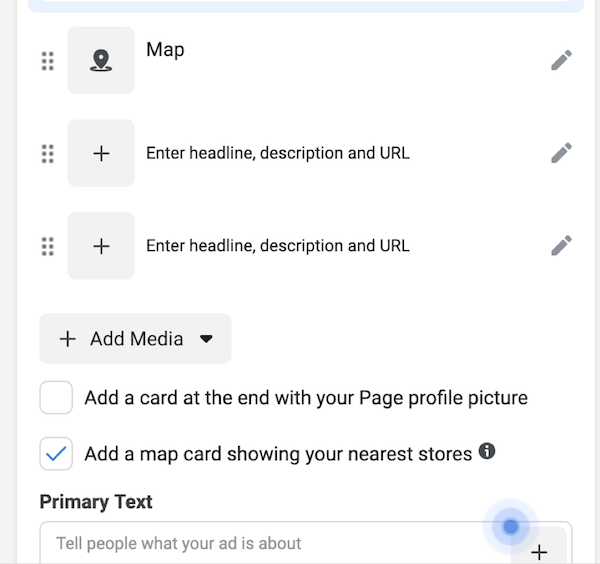 Map
Enter headline, description and URL
Enter headline, description and URL
Add Media
Add a card at the end with your Page profile picture
Add a map card showing your nearest stores
Primary Text
Tell people what your ad is about